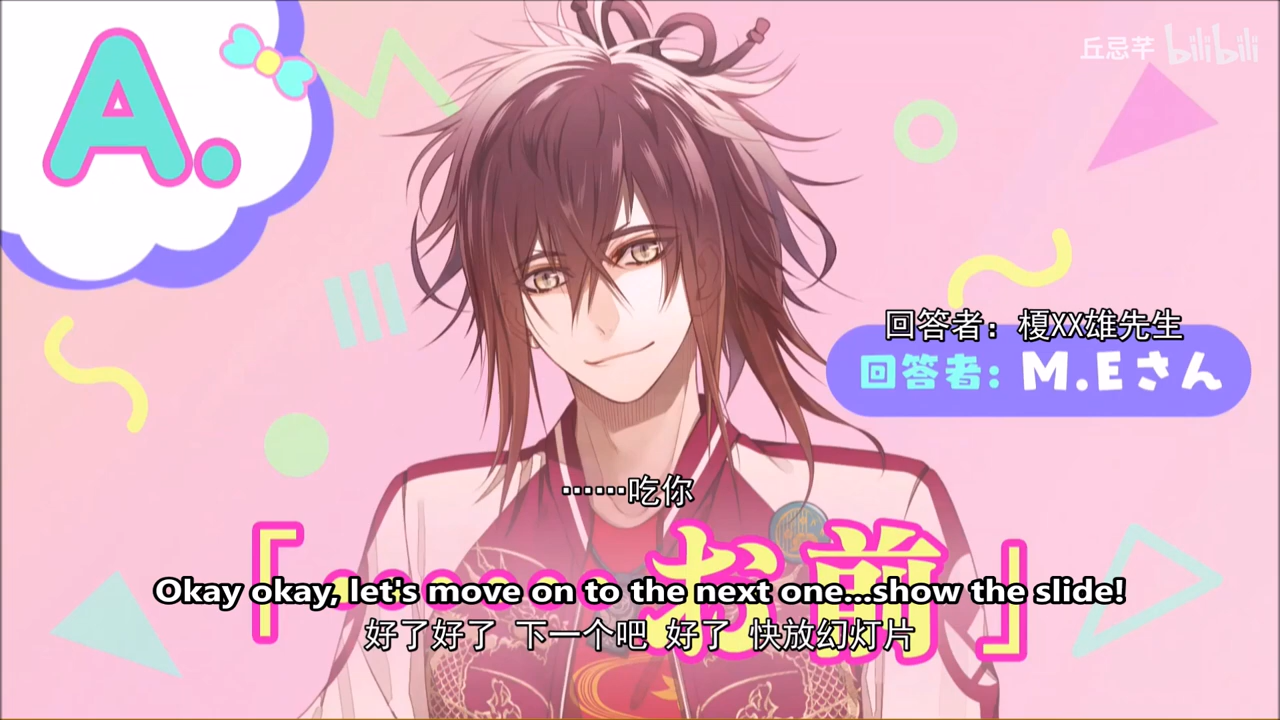 A.
丘忌芊 bilibili
回答者：榎XX雄先生
回答者: M.Eさん
……吃你
「……お前」
Okay okay, let's move on to the next one...show the slide!
好了好了 下一个吧 好了 快放幻灯片